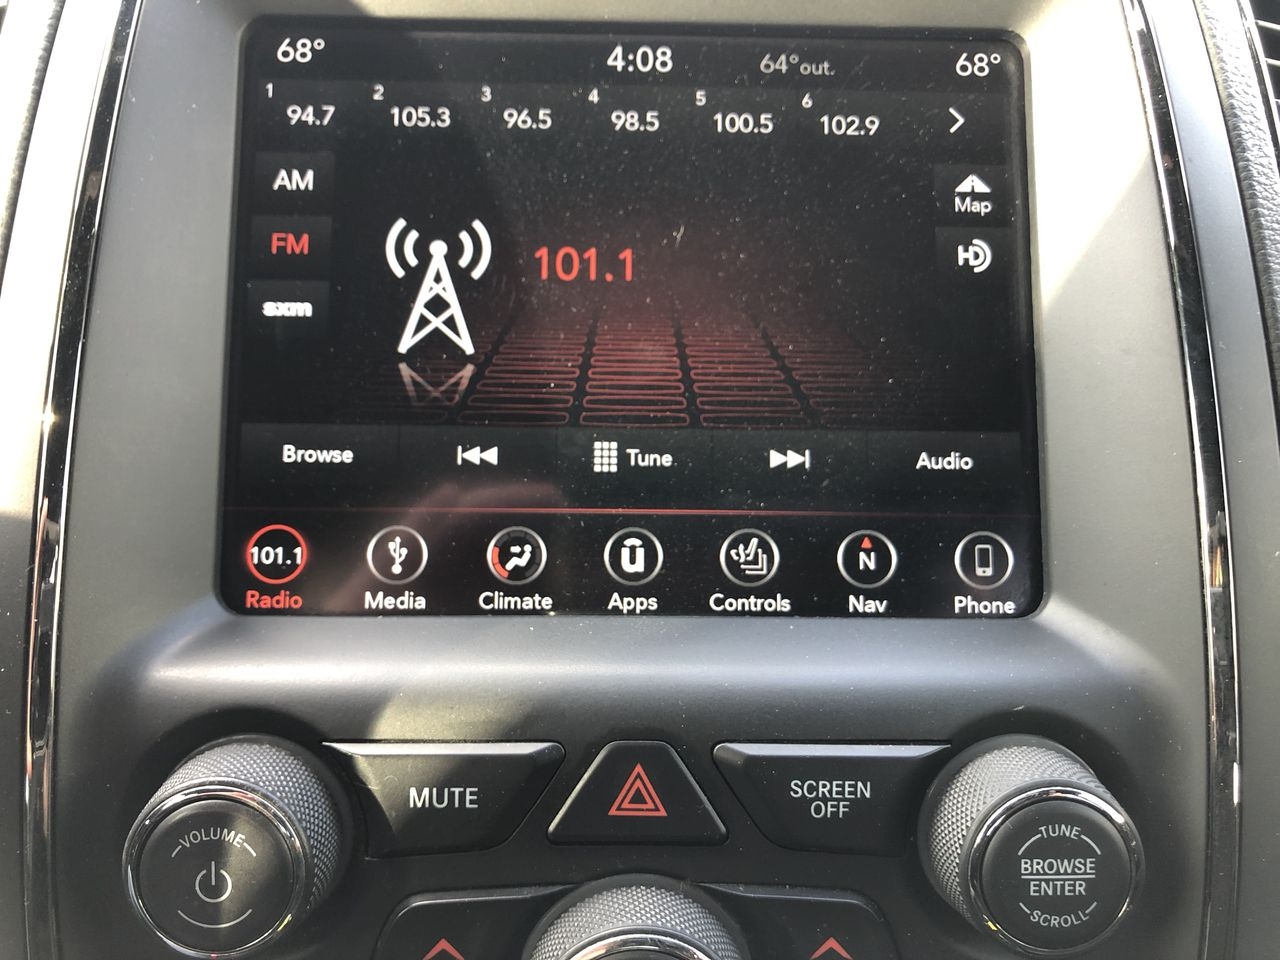 68° 4:08 64°out. 68°
1 94.7 2 105.3 3 96.5 4 98.5 5 100.5 6 102.9
AM
Map
FM
101.1
HD
sxm
Browse Tune Audio
101.1 N
Radio Media Climate Apps Controls Nav Phone
MUTE
SCREEN
OFF
VOLUME
TUNE
BROWSE
ENTER
SCROLL